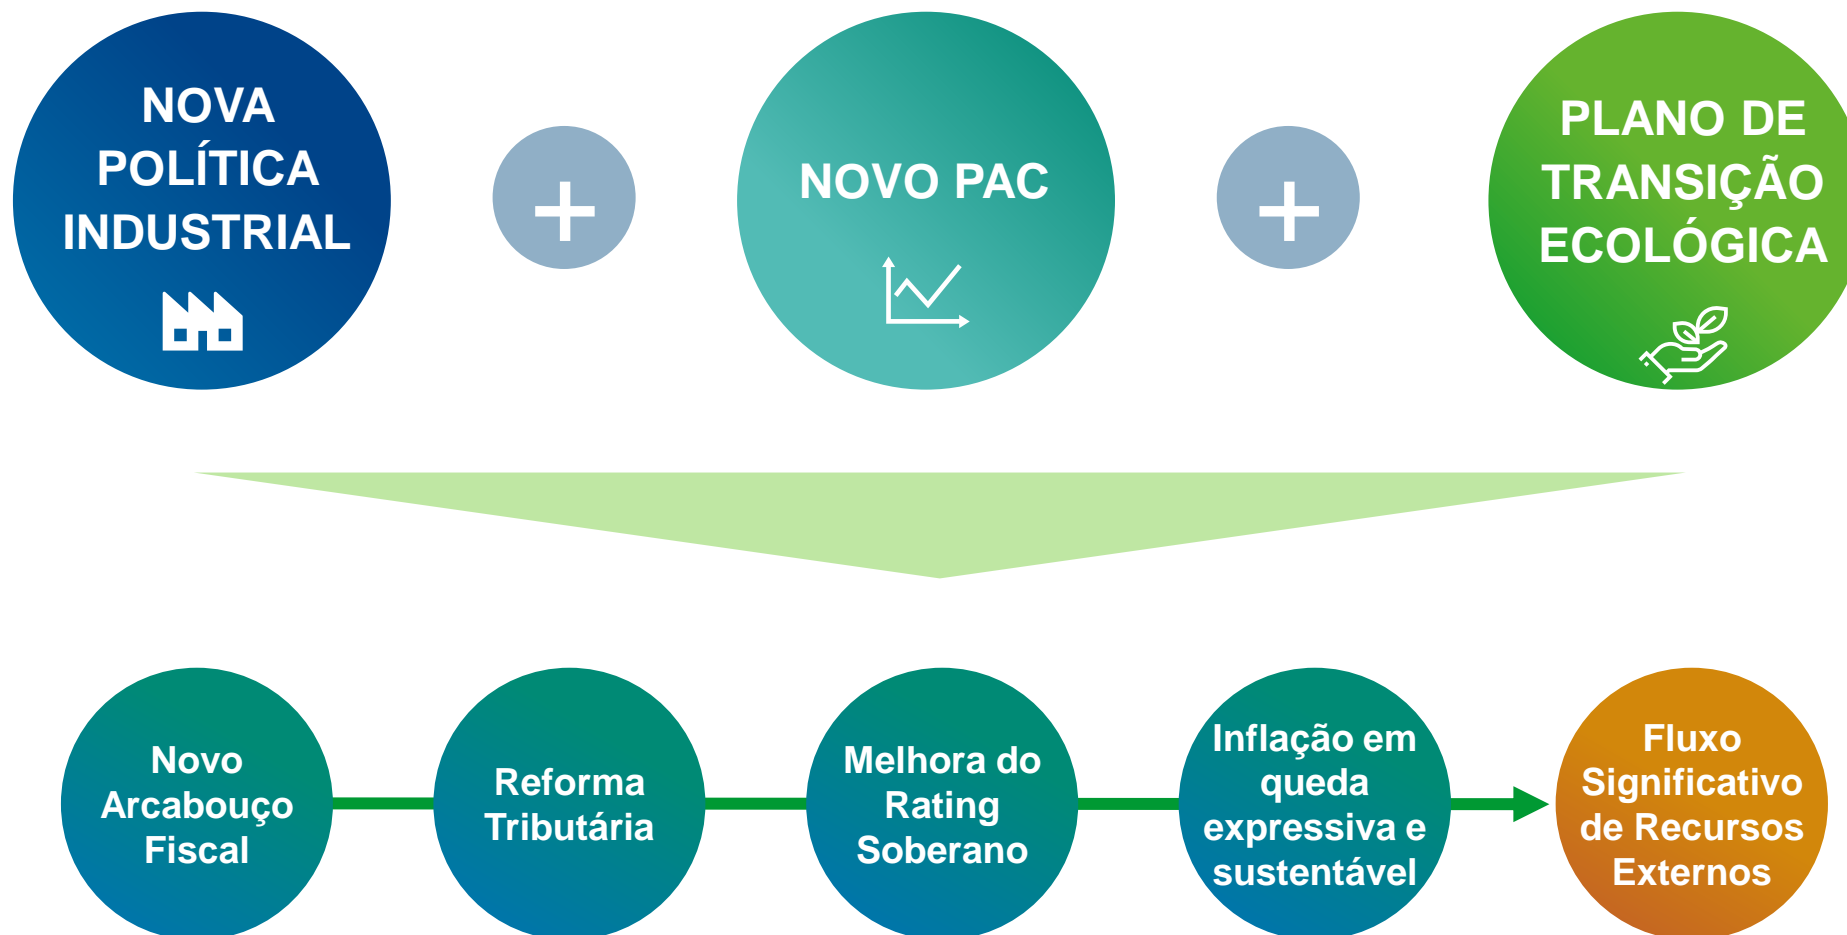 NOVA
POLÍTICA
INDUSTRIAL
+
NOVO PAC
+
PLANO DE
TRANSIÇÃO
ECOLÓGICA
Novo
Arcabouço
Fiscal
Reforma
Tributária
Melhora do
Rating
Soberano
Inflação em
queda
expressiva e
sustentável
Fluxo
Significativo
de Recursos
Externos